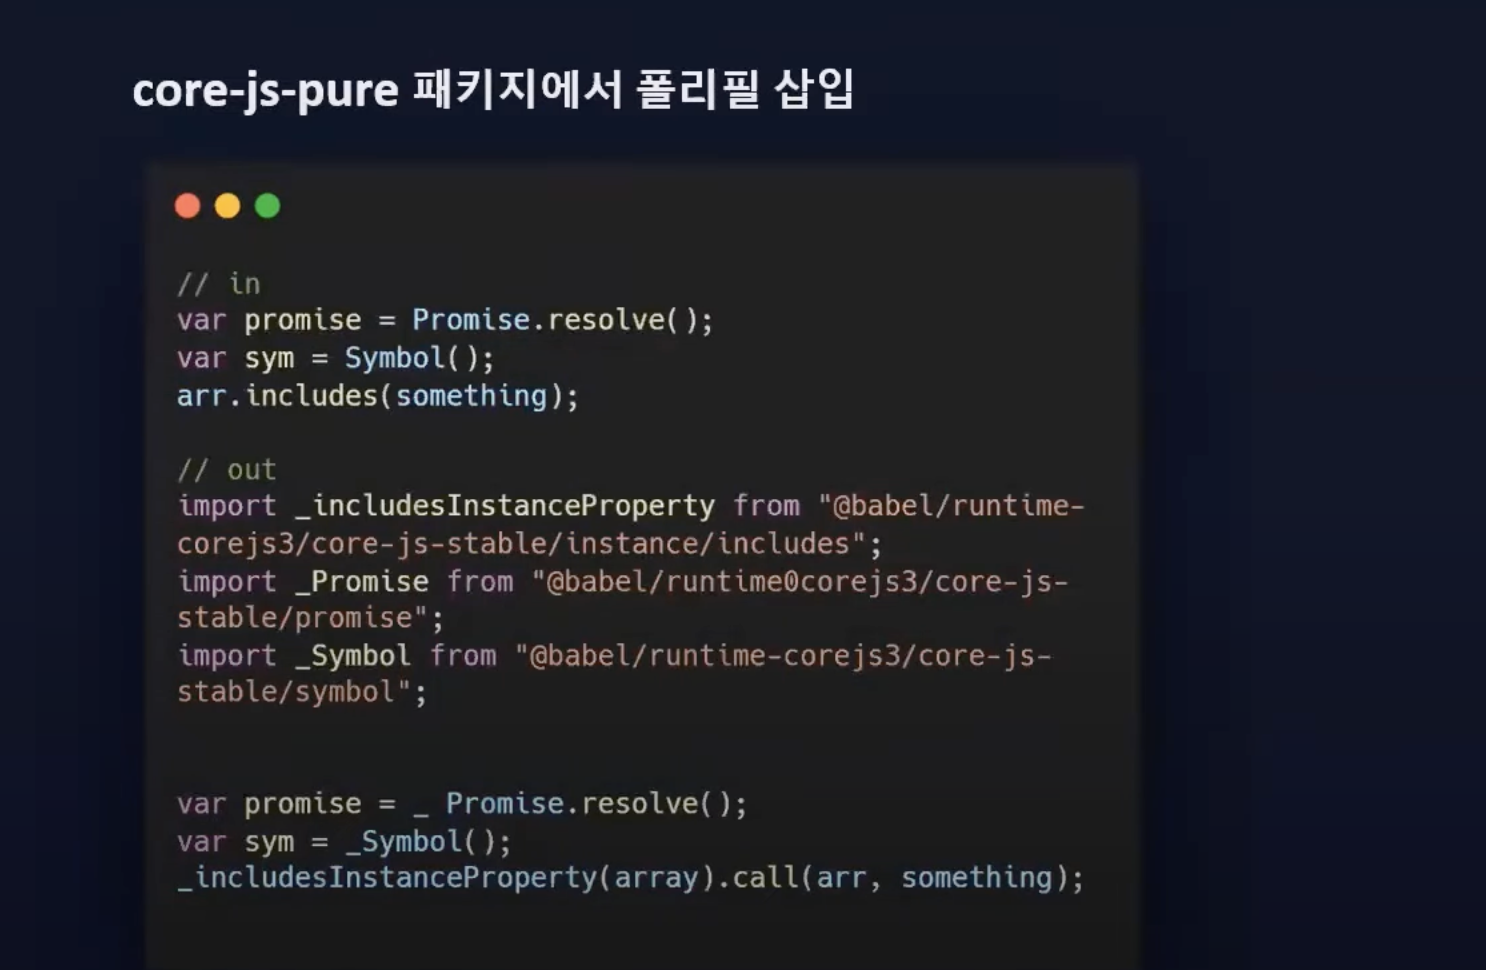 core-js-pure 패키지에서 폴리필 삽입
// in
var promise = Promise.resolve();
var sym = Symbol();
arr.includes(something);
// out
import _includesInstanceProperty from "@babel/runtime-
corejs3/core-js-stable/instance/includes";
import _Promise from "@babel/runtime0corejs3/core-js-
stable/promise";
import _Symbol from "@babel/runtime-corejs3/core-js-
stable/symbol";
var promise = _ Promise.resolve();
var sym = _Symbol();
_includesInstanceProperty(array).call(arr, something);